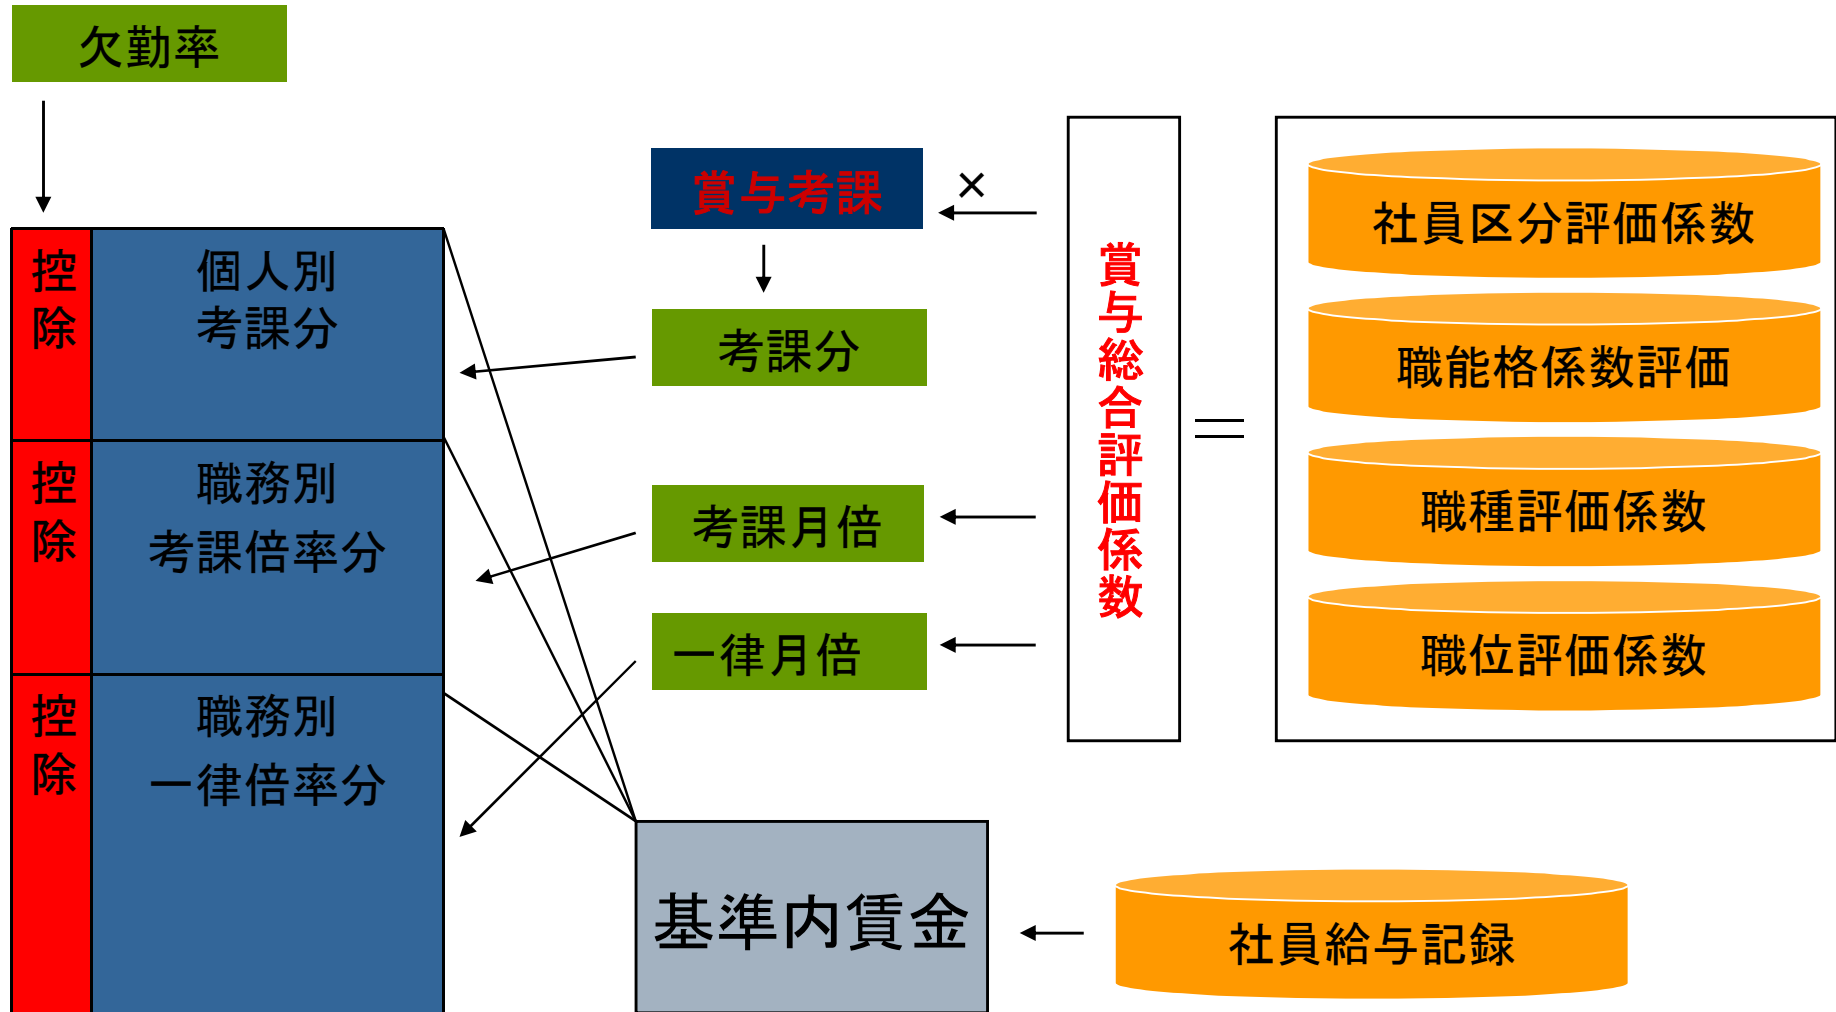 欠勤率
控
除
個人別
考課分
控
除
職務別
考課倍率分
控
除
職務別
一律倍率分
賞与考課
×
考課分
考課月倍
一律月倍
基準内賃金
賞与総合評価係数
＝
社員区分評価係数
職能格係数評価
職種評価係数
職位評価係数
社員給与記録